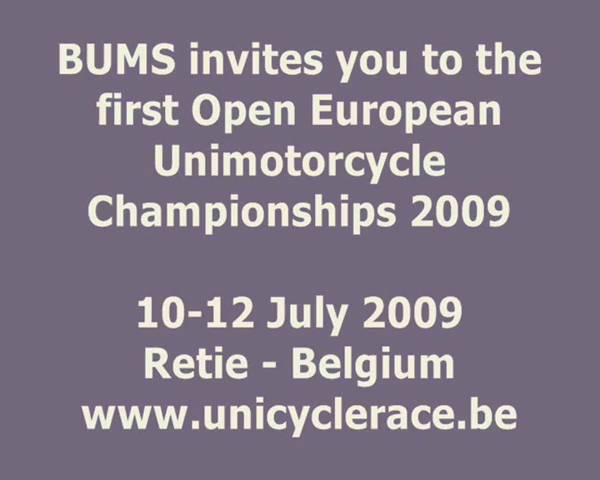 BUMS invites you to the
first Open European
Unimotorcycle
Championships 2009
10-12 July 2009
Retie - Belgium
www.unicyclerace.be